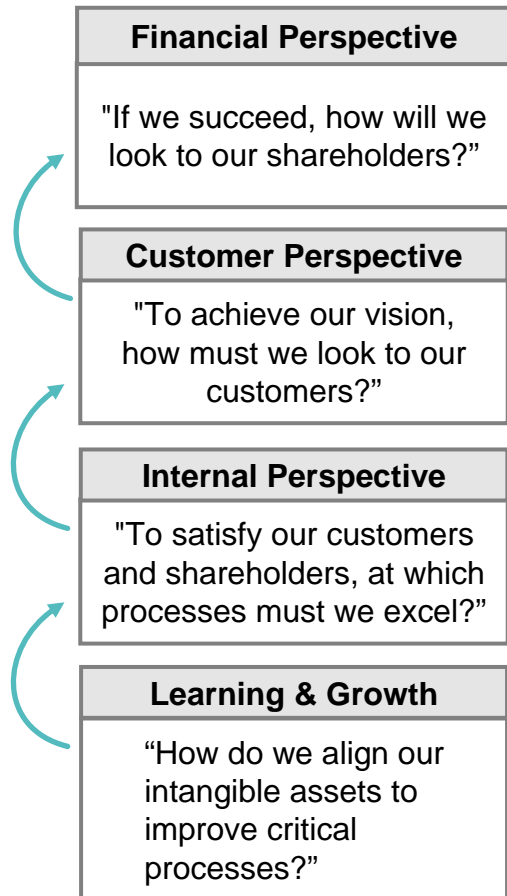 Financial Perspective
"If we succeed, how will we
look to our shareholders?”
Customer Perspective
"To achieve our vision,
how must we look to our
customers?”
Internal Perspective
"To satisfy our customers
and shareholders, at which
processes must we excel?”
Learning & Growth
“How do we align our
intangible assets to
improve critical
processes?”